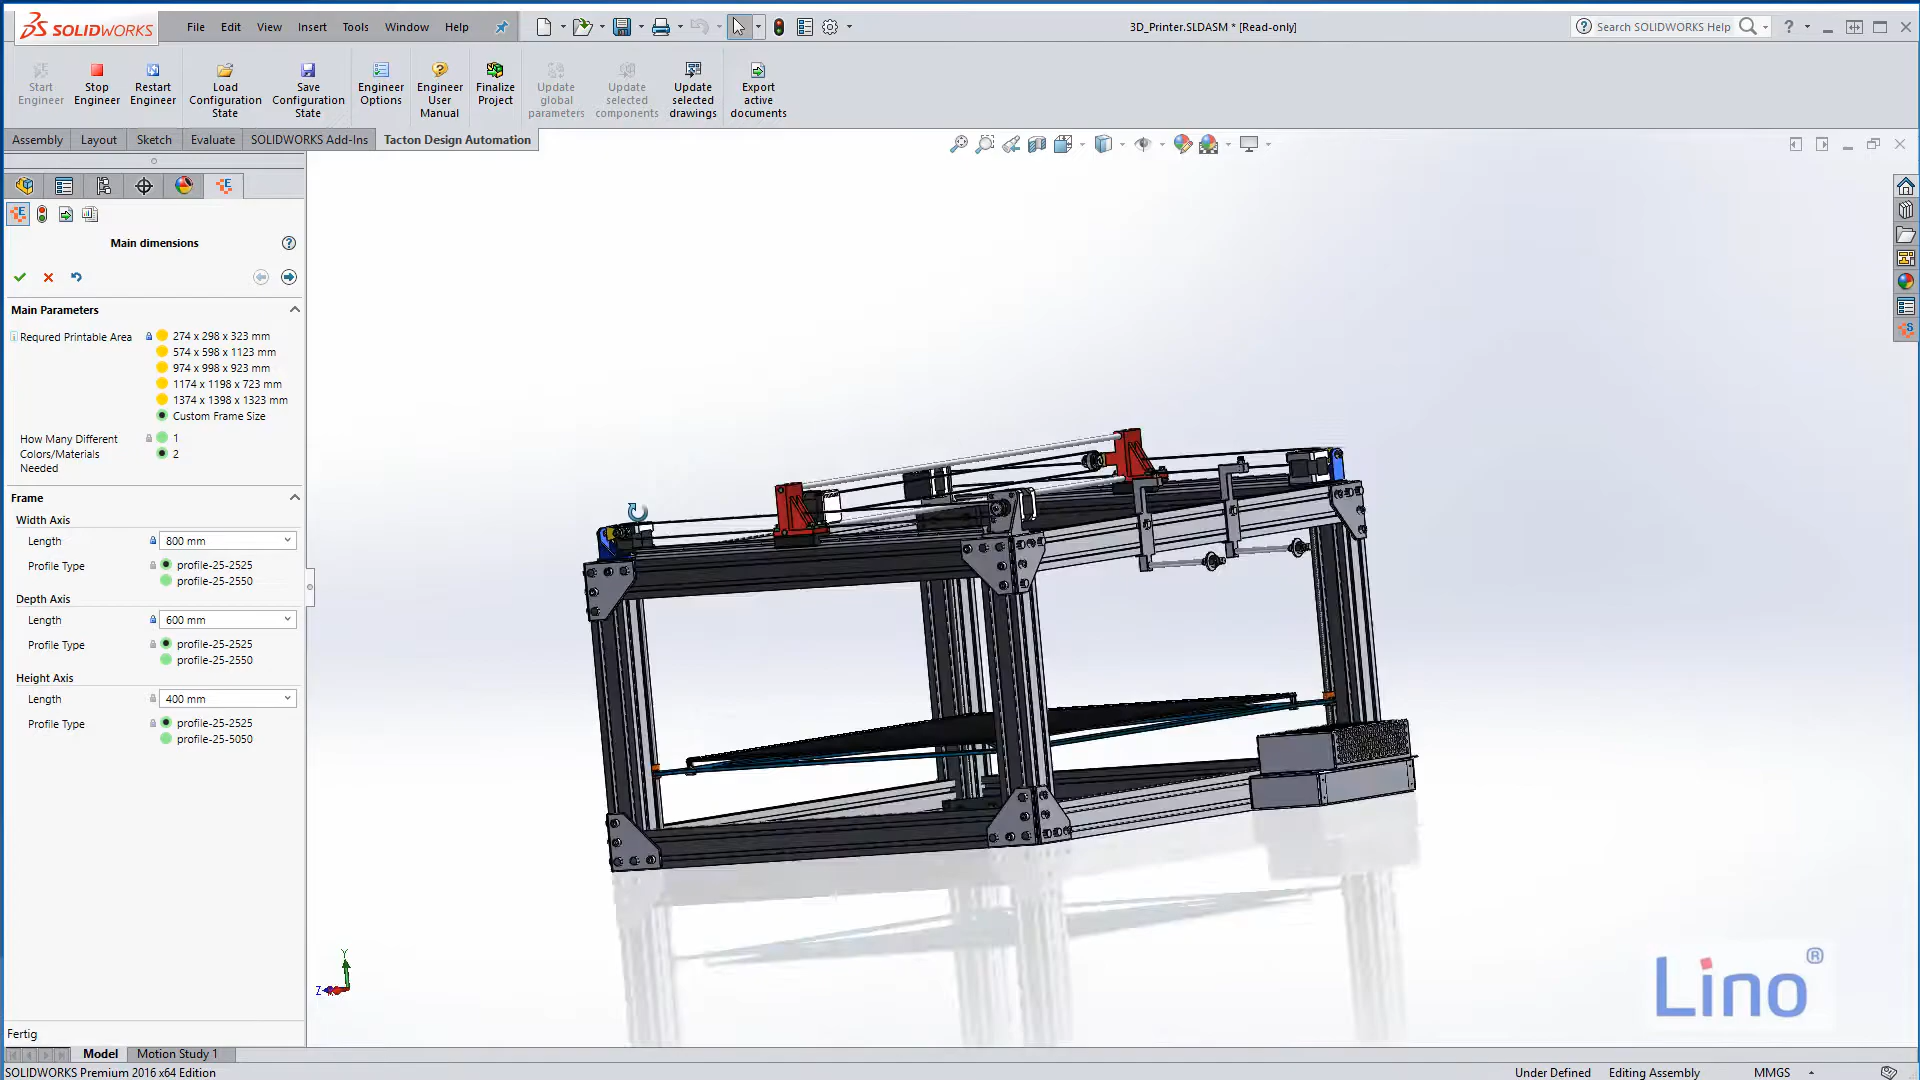 SOLIDWORKS File Edit View Insert Tools Window Help 3D_Printer.SLDASM * [Read-only] Search SOLIDWORKS Help ?
Start Engineer
Stop Engineer
Restart Engineer
Load Configuration State
Save Configuration State
Engineer Options
Engineer User Manual
Finalize Project
Update global parameters
Update selected components
Update selected drawings
Export active documents
Assembly Layout Sketch Evaluate SOLIDWORKS Add-Ins Tacton Design Automation
Main dimensions ?
Main Parameters
Requred Printable Area 274 x 298 x 323 mm
574 x 598 x 1123 mm
974 x 998 x 923 mm
1174 x 1198 x 723 mm
1374 x 1398 x 1323 mm
Custom Frame Size
How Many Different 1
Colors/Materials 2
Needed
Frame
Width Axis
Length 800 mm
Profile Type profile-25-2525
profile-25-2550
Depth Axis
Length 600 mm
Profile Type profile-25-2525
profile-25-2550
Height Axis
Length 400 mm
Profile Type profile-25-2525
profile-25-5050
Y
Z
Lino®
Fertig
Model Motion Study 1
SOLIDWORKS Premium 2016 x64 Edition Under Defined Editing Assembly MMGS